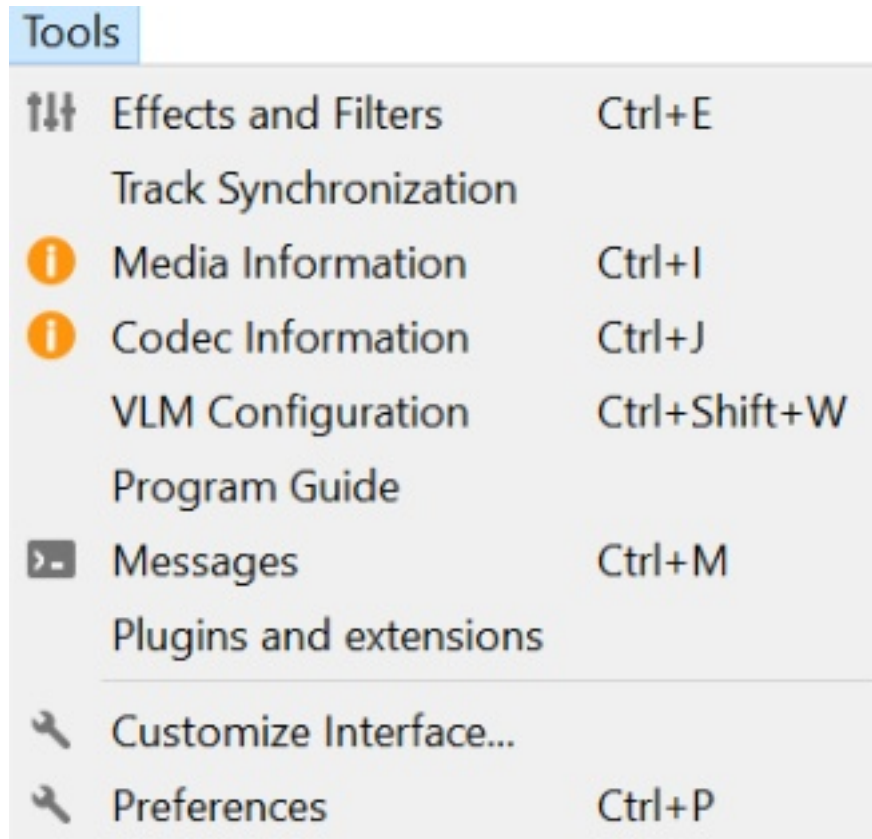 Tools
Effects and Filters Ctrl+E
Track Synchronization
Media Information Ctrl+I
Codec Information Ctrl+J
VLM Configuration Ctrl+Shift+W
Program Guide
Messages Ctrl+M
Plugins and extensions
Customize Interface...
Preferences Ctrl+P